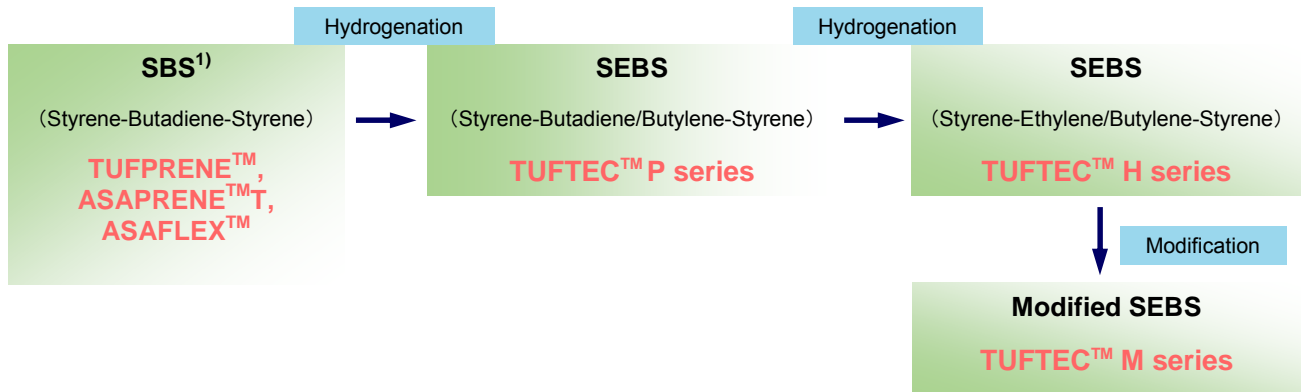 Hydrogenation
Hydrogenation
SBS1)
SEBS
SEBS
（Styrene-Butadiene-Styrene）
（Styrene-Butadiene/Butylene-Styrene）
（Styrene-Ethylene/Butylene-Styrene）
TUFPRENE™,
ASAPRENE™T,
ASAFLEX™
TUFTEC™ P series
TUFTEC™ H series
Modification
Modified SEBS
TUFTEC™ M series